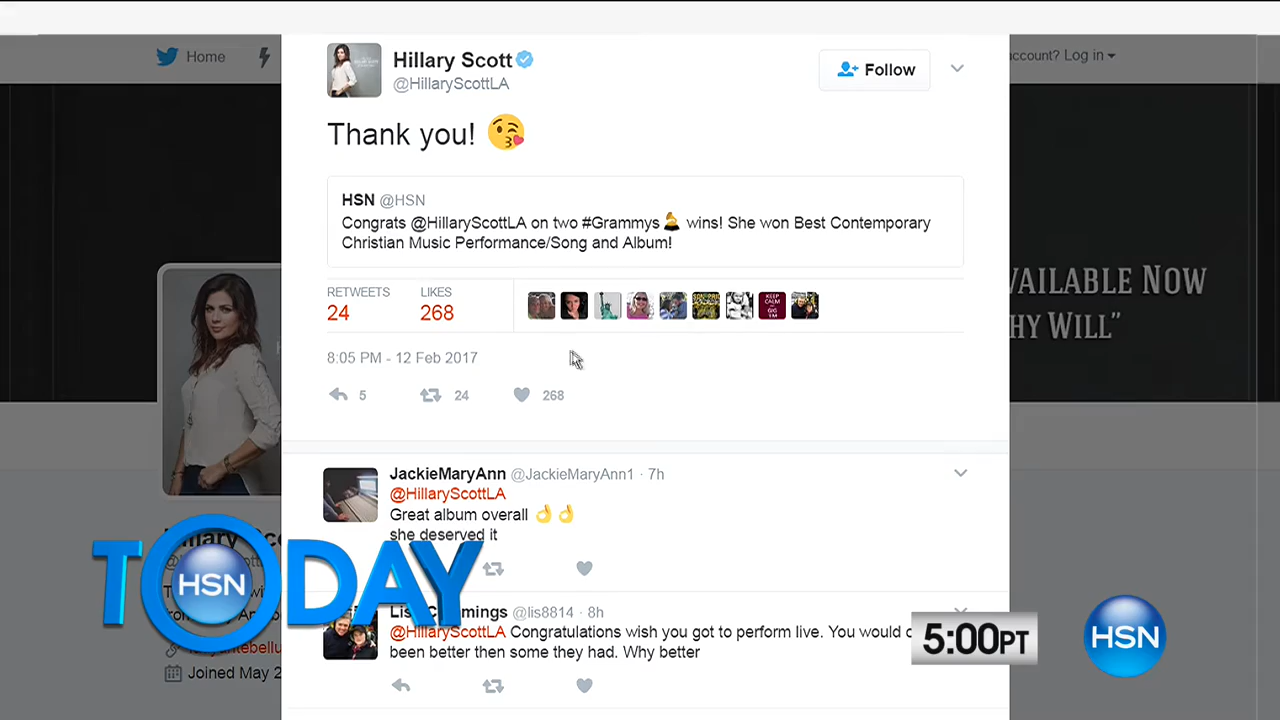 Home
account? Log in
Hillary Scott
@HillaryScottLA
Follow
Thank you! 😘
HSN @HSN
Congrats @HillaryScottLA on two #Grammys wins! She won Best Contemporary
Christian Music Performance/Song and Album!
RETWEETS
24
LIKES
268
8:05 PM - 12 Feb 2017
5
24
268
VAILABLE NOW
HY WILL"
JackieMaryAnn @JackieMaryAnn1 · 7h
@HillaryScottLA
Great album overall 👌👌
she deserved it
@lis8814 · 8h
@HillaryScottLA Congratulations wish you got to perform live. You would
been better then some they had. Why better
Joined May 2
TODAY
HSN
5:00PT
HSN